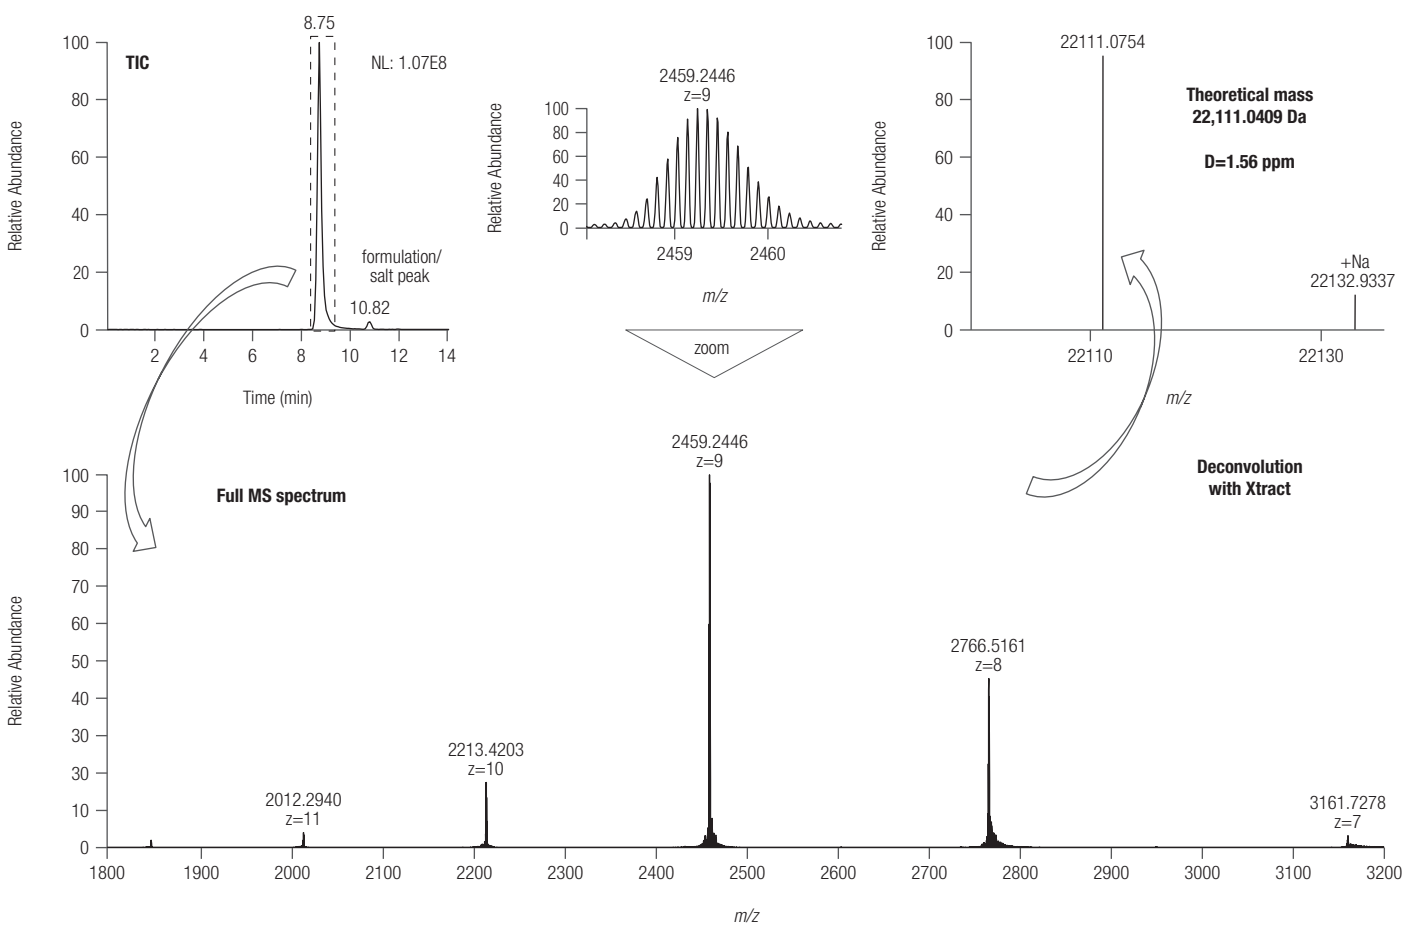 8.75
TIC
NL: 1.07E8
100
80
60
40
20
0
Relative Abundance
formulation/
salt peak
10.82
2
4
6
8
10
12
14
Time (min)
2459.2446
z=9
100
80
60
40
20
0
Relative Abundance
2459
2460
m/z
zoom
22111.0754
100
80
60
40
20
0
Relative Abundance
Theoretical mass
22,111.0409 Da
D=1.56 ppm
+Na
22132.9337
22110
22130
m/z
Deconvolution
with Xtract
Full MS spectrum
100
90
80
70
60
50
40
30
30
10
0
Relative Abundance
2012.2940
z=11
2213.4203
z=10
2459.2446
z=9
2766.5161
z=8
3161.7278
z=7
1800
1900
2000
2100
2200
2300
2400
2500
2600
2700
2800
2900
3000
3100
3200
m/z